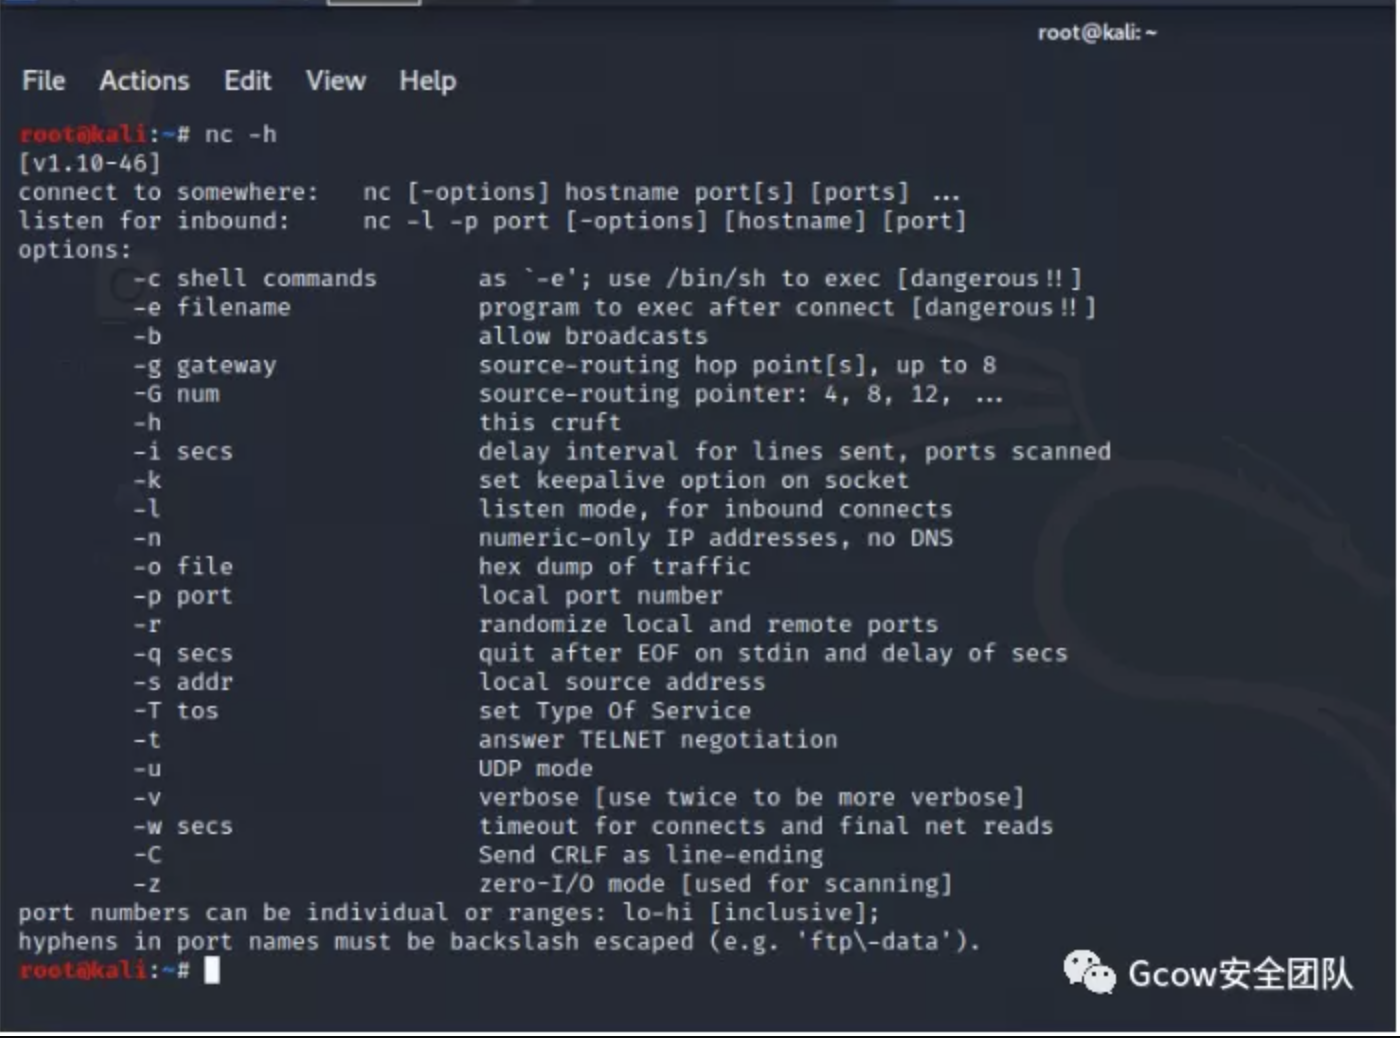 root@kali: ~
File Actions Edit View Help
root@kali:~# nc -h
[v1.10-46]
connect to somewhere:   nc [-options] hostname port[s] [ports] ...
listen for inbound:     nc -l -p port [-options] [hostname] [port]
options:
        -c shell commands       as `-e'; use /bin/sh to exec [dangerous!!]
        -e filename             program to exec after connect [dangerous!!]
        -b                      allow broadcasts
        -g gateway              source-routing hop point[s], up to 8
        -G num                  source-routing pointer: 4, 8, 12, ...
        -h                      this cruft
        -i secs                 delay interval for lines sent, ports scanned
        -k                      set keepalive option on socket
        -l                      listen mode, for inbound connects
        -n                      numeric-only IP addresses, no DNS
        -o file                 hex dump of traffic
        -p port                 local port number
        -r                      randomize local and remote ports
        -q secs                 quit after EOF on stdin and delay of secs
        -s addr                 local source address
        -T tos                  set Type Of Service
        -t                      answer TELNET negotiation
        -u                      UDP mode
        -v                      verbose [use twice to be more verbose]
        -w secs                 timeout for connects and final net reads
        -C                      Send CRLF as line-ending
        -z                      zero-I/O mode [used for scanning]
port numbers can be individual or ranges: lo-hi [inclusive];
hyphens in port names must be backslash escaped (e.g. 'ftp\-data').
root@kali:~#
Gcow安全团队